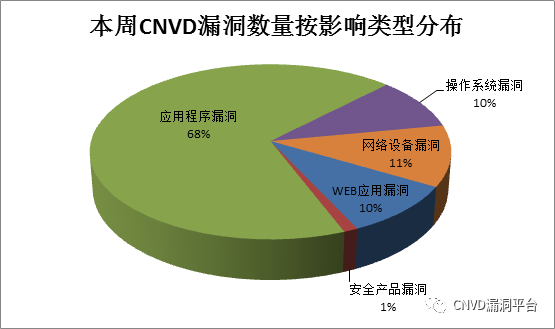 本周CNVD漏洞数量按影响类型分布
操作系统漏洞
10%
应用程序漏洞
68%
网络设备漏洞
11%
WEB应用漏洞
10%
安全产品漏洞
1%
CNVD漏洞平台